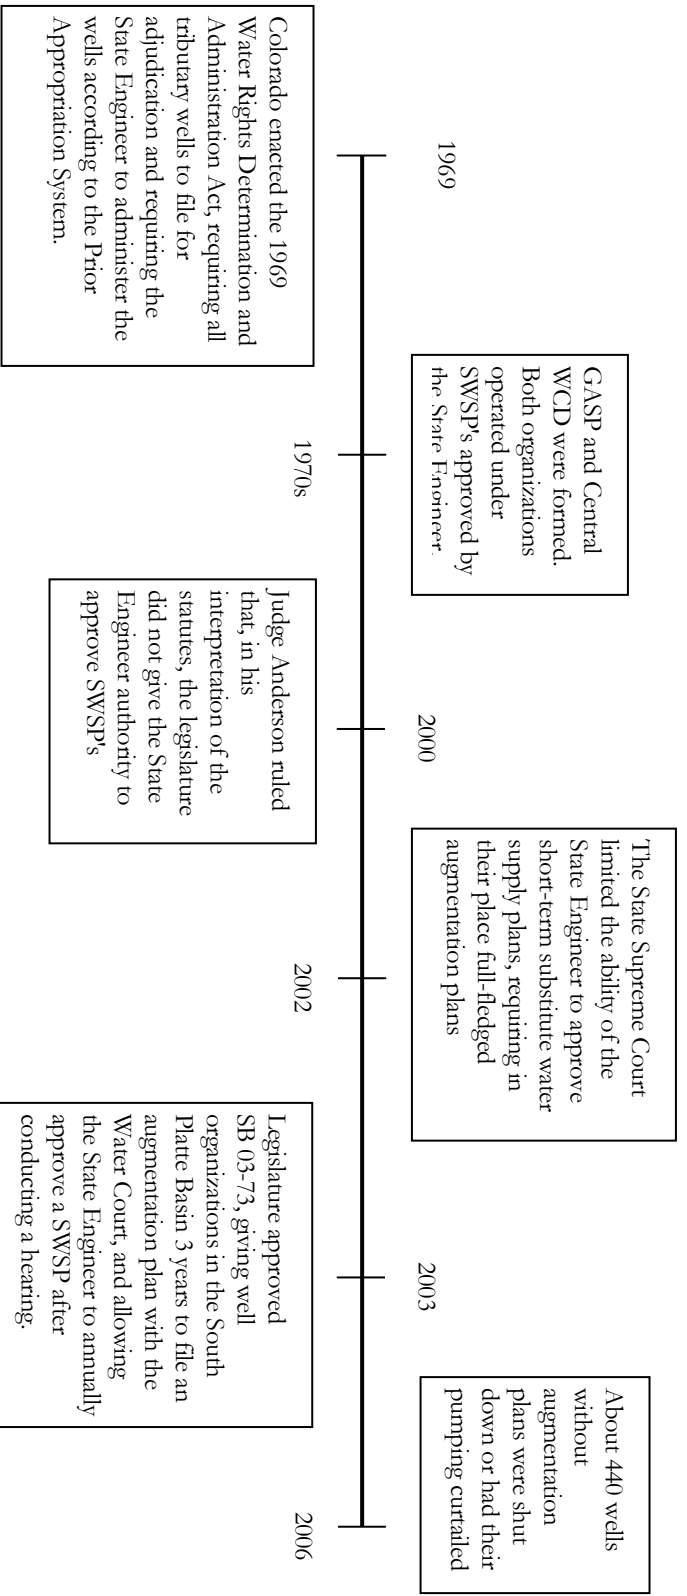 1969
Colorado enacted the 1969
Water Rights Determination and
Administration Act, requiring all
tributary wells to file for
adjudication and requiring the
State Engineer to administer the
wells according to the Prior
Appropriation System.
GASP and Central
WCD were formed.
Both organizations
operated under
SWSP's approved by
the State Engineer.
1970s
2000
Judge Anderson ruled
that, in his
interpretation of the
statutes, the legislature
did not give the State
Engineer authority to
approve SWSP's
The State Supreme Court
limited the ability of the
State Engineer to approve
short-term substitute water
supply plans, requiring in
their place full-fledged
augmentation plans
2002
2003
Legislature approved
SB 03-73, giving well
organizations in the South
Platte Basin 3 years to file an
augmentation plan with the
Water Court, and allowing
the State Engineer to annually
approve a SWSP after
conducting a hearing.
About 440 wells
without
augmentation
plans were shut
down or had their
pumping curtailed
2006